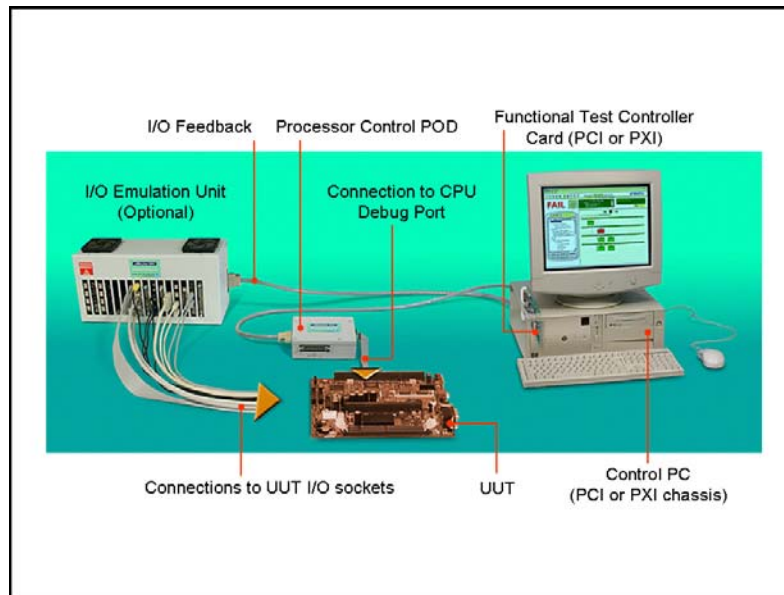 I/O Feedback
Processor Control POD
Functional Test Controller
Card (PCI or PXI)
I/O Emulation Unit
(Optional)
Connection to CPU
Debug Port
FAIL
Connections to UUT I/O sockets
UUT
Control PC
(PCI or PXI chassis)